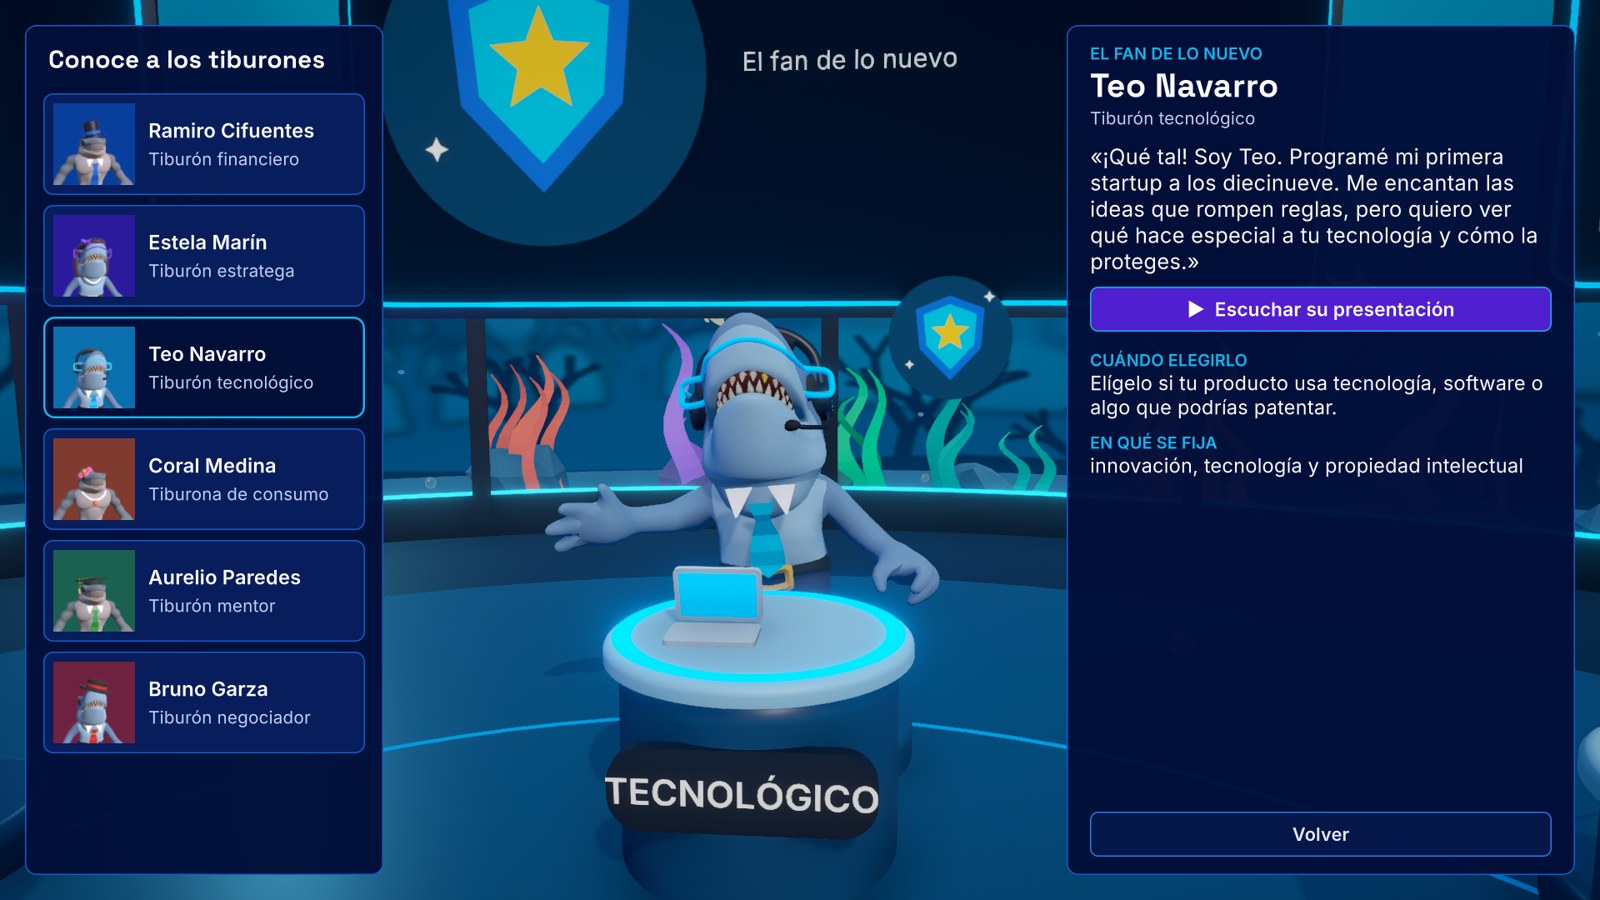 Conoce a los tiburones
Ramiro Cifuentes
Tiburón financiero
Estela Marín
Tiburón estratega
Teo Navarro
Tiburón tecnológico
Coral Medina
Tiburona de consumo
Aurelio Paredes
Tiburón mentor
Bruno Garza
Tiburón negociador
El fan de lo nuevo
TECNOLÓGICO
EL FAN DE LO NUEVO
Teo Navarro
Tiburón tecnológico
«¡Qué tal! Soy Teo. Programé mi primera
startup a los diecinueve. Me encantan las
ideas que rompen reglas, pero quiero ver
qué hace especial a tu tecnología y cómo la
proteges.»
Escuchar su presentación
CUÁNDO ELEGIRLO
Elígelo si tu producto usa tecnología, software o
algo que podrías patentar.
EN QUÉ SE FIJA
innovación, tecnología y propiedad intelectual
Volver